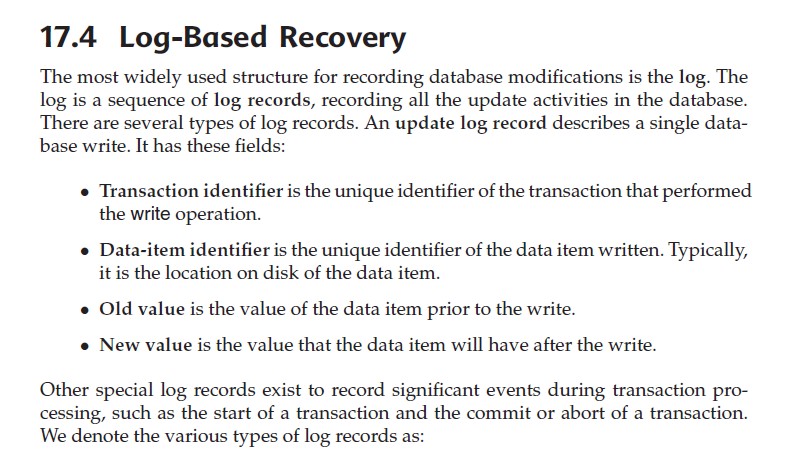 17.4 Log-Based Recovery
The most widely used structure for recording database modifications is the log. The
log is a sequence of log records, recording all the update activities in the database.
There are several types of log records. An update log record describes a single data-
base write. It has these fields:
• Transaction identifier is the unique identifier of the transaction that performed
the write operation.
• Data-item identifier is the unique identifier of the data item written. Typically,
it is the location on disk of the data item.
• Old value is the value of the data item prior to the write.
• New value is the value that the data item will have after the write.
Other special log records exist to record significant events during transaction pro-
cessing, such as the start of a transaction and the commit or abort of a transaction.
We denote the various types of log records as: